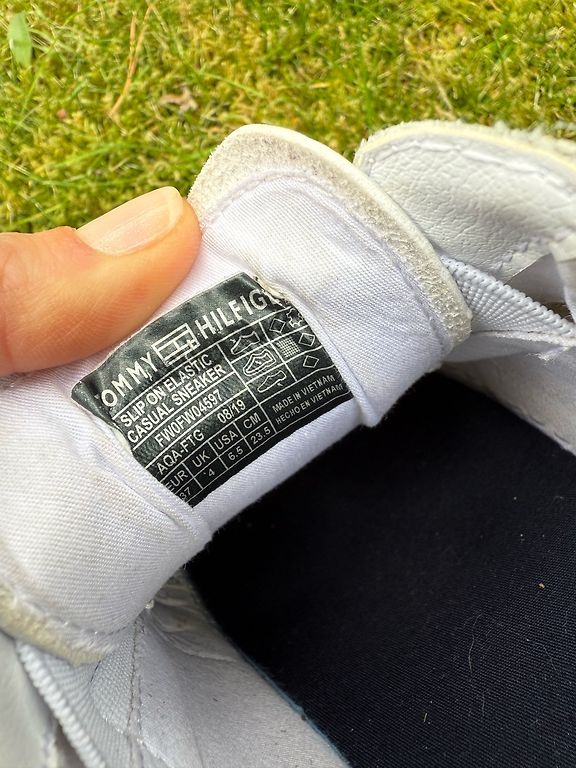 OMMY HILFIG
SLIP ON ELASTIC
CASUAL SNEAKER
FW0FW04597
AQA-FTG 08/19
EUR UK USA CM
37 4 6.5 23.5
MADE IN VIETNAM
HECHO EN VIETNAM